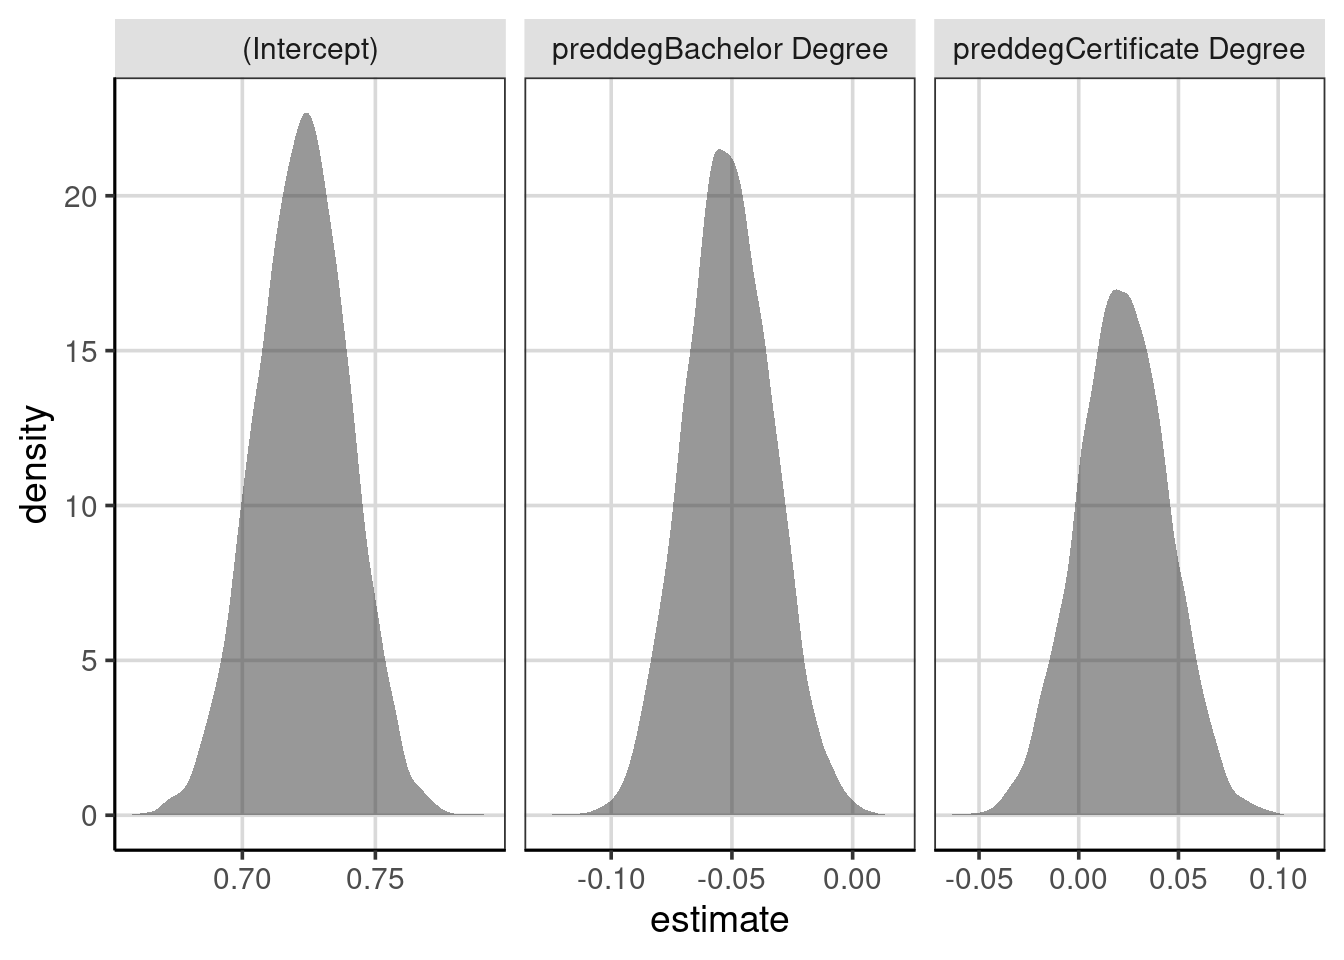 (Intercept)
preddegBachelor Degree
preddegCertificate Degree
density
20
15
10
5
0
0.70 0.75
-0.10 -0.05 0.00
-0.05 0.00 0.05 0.10
estimate